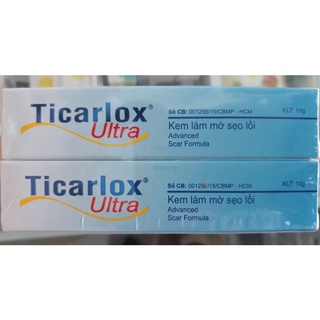 Ticarlox®
Ultra
Số CB: 001256/15/CBMP - HCM
KLT: 10g
Kem làm mờ sẹo lồi
Advanced
Scar Formula
Ticarlox®
Ultra
Số CB: 001256/15/CBMP - HCM
KLT: 10g
Kem làm mờ sẹo lồi
Advanced
Scar Formula